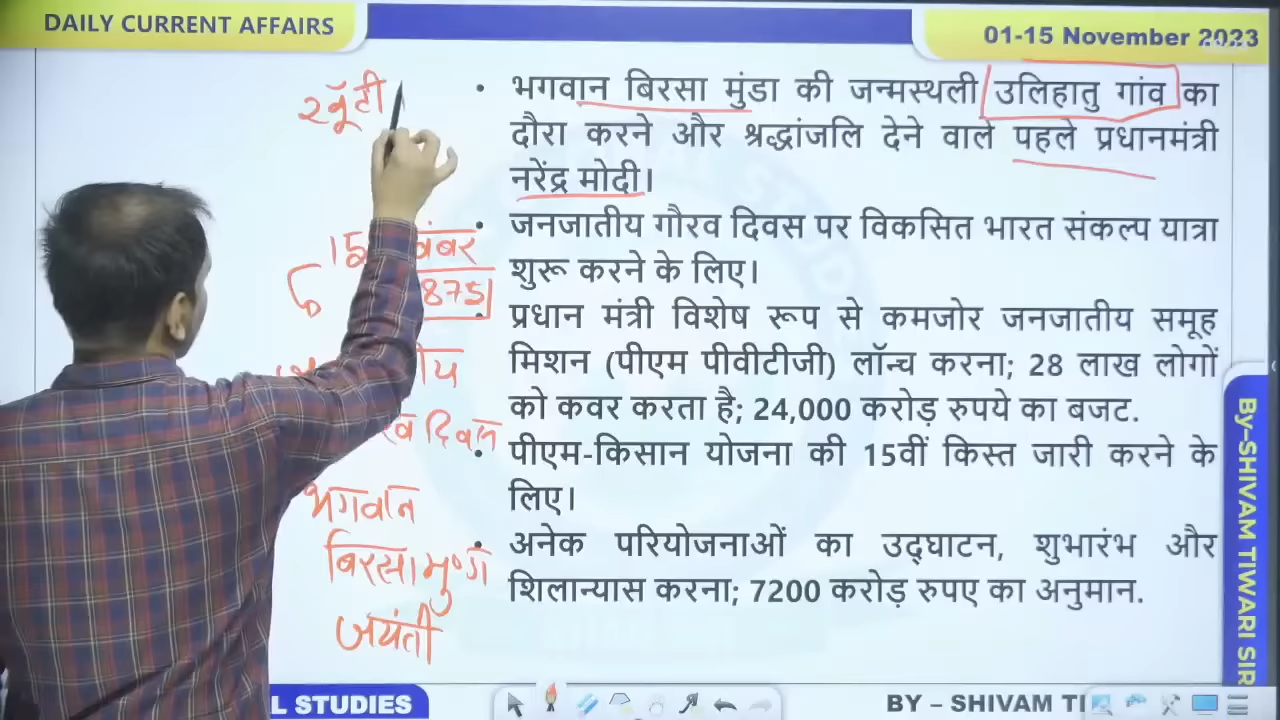 DAILY CURRENT AFFAIRS
01-15 November 2023
खूँटी
• भगवान बिरसा मुंडा की जन्मस्थली उलिहातु गांव का
दौरा करने और श्रद्धांजलि देने वाले पहले प्रधानमंत्री
नरेंद्र मोदी।
• जनजातीय गौरव दिवस पर विकसित भारत संकल्प यात्रा
शुरू करने के लिए।
• प्रधान मंत्री विशेष रूप से कमजोर जनजातीय समूह
मिशन (पीएम पीवीटीजी) लॉन्च करना; 28 लाख लोगों
को कवर करता है; 24,000 करोड़ रुपये का बजट.
• पीएम-किसान योजना की 15वीं किस्त जारी करने के
लिए।
• अनेक परियोजनाओं का उद्घाटन, शुभारंभ और
शिलान्यास करना; 7200 करोड़ रुपए का अनुमान.
15
875
दिवस
भगवान
बिरसा मुण्डा
जयंती
By-SHIVAM TIWARI SIR
L STUDIES
BY – SHIVAM TI